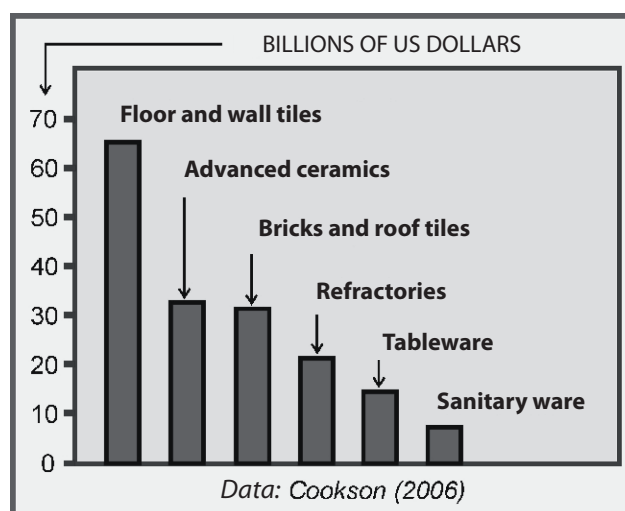 BILLIONS OF US DOLLARS
70
Floor and wall tiles
60
Advanced ceramics
50
Bricks and roof tiles
40
Refractories
30
Tableware
20
Sanitary ware
10
0
Data: Cookson (2006)